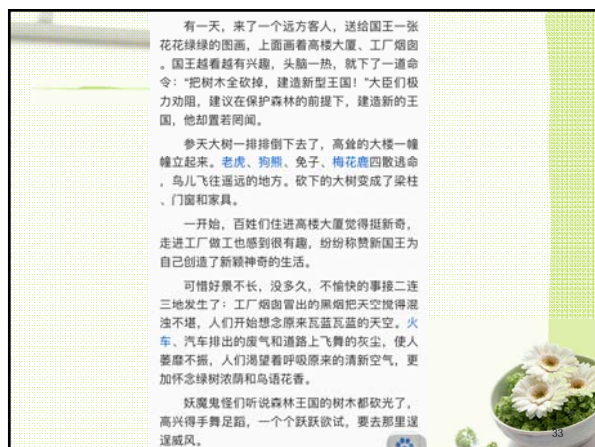 有一天，来了一个远方客人，送给国王一张
花花绿绿的图画，上面画着高楼大厦、工厂烟囱
。国王越看越有兴趣，头脑一热，就下了一道命
令：“把树木全砍掉，建造新型王国！”大臣们极
力劝阻，建议在保护森林的前提下，建造新的王
国，他却置若罔闻。
参天大树一排排倒下去了，高耸的大楼一幢
幢立起来。老虎、狗熊、兔子、梅花鹿四散逃命
，鸟儿飞往遥远的地方。砍下的大树变成了梁柱
、门窗和家具。
一开始，百姓们住进高楼大厦觉得挺新奇，
走进工厂做工也感到很有趣，纷纷称赞新国王为
自己创造了新颖神奇的生活。
可惜好景不长，没多久，不愉快的事接二连
三地发生了：工厂烟囱冒出的黑烟把天空搅得混
浊不堪，人们开始想念原来瓦蓝瓦蓝的天空。火
车、汽车排出的废气和道路上飞舞的灰尘，使人
萎靡不振，人们渴望着呼吸原来的清新空气，更
加怀念绿树浓荫和鸟语花香。
妖魔鬼怪们听说森林王国的树木都砍光了，
高兴得手舞足蹈，一个个跃跃欲试，要去那里逞
逞威风。
33